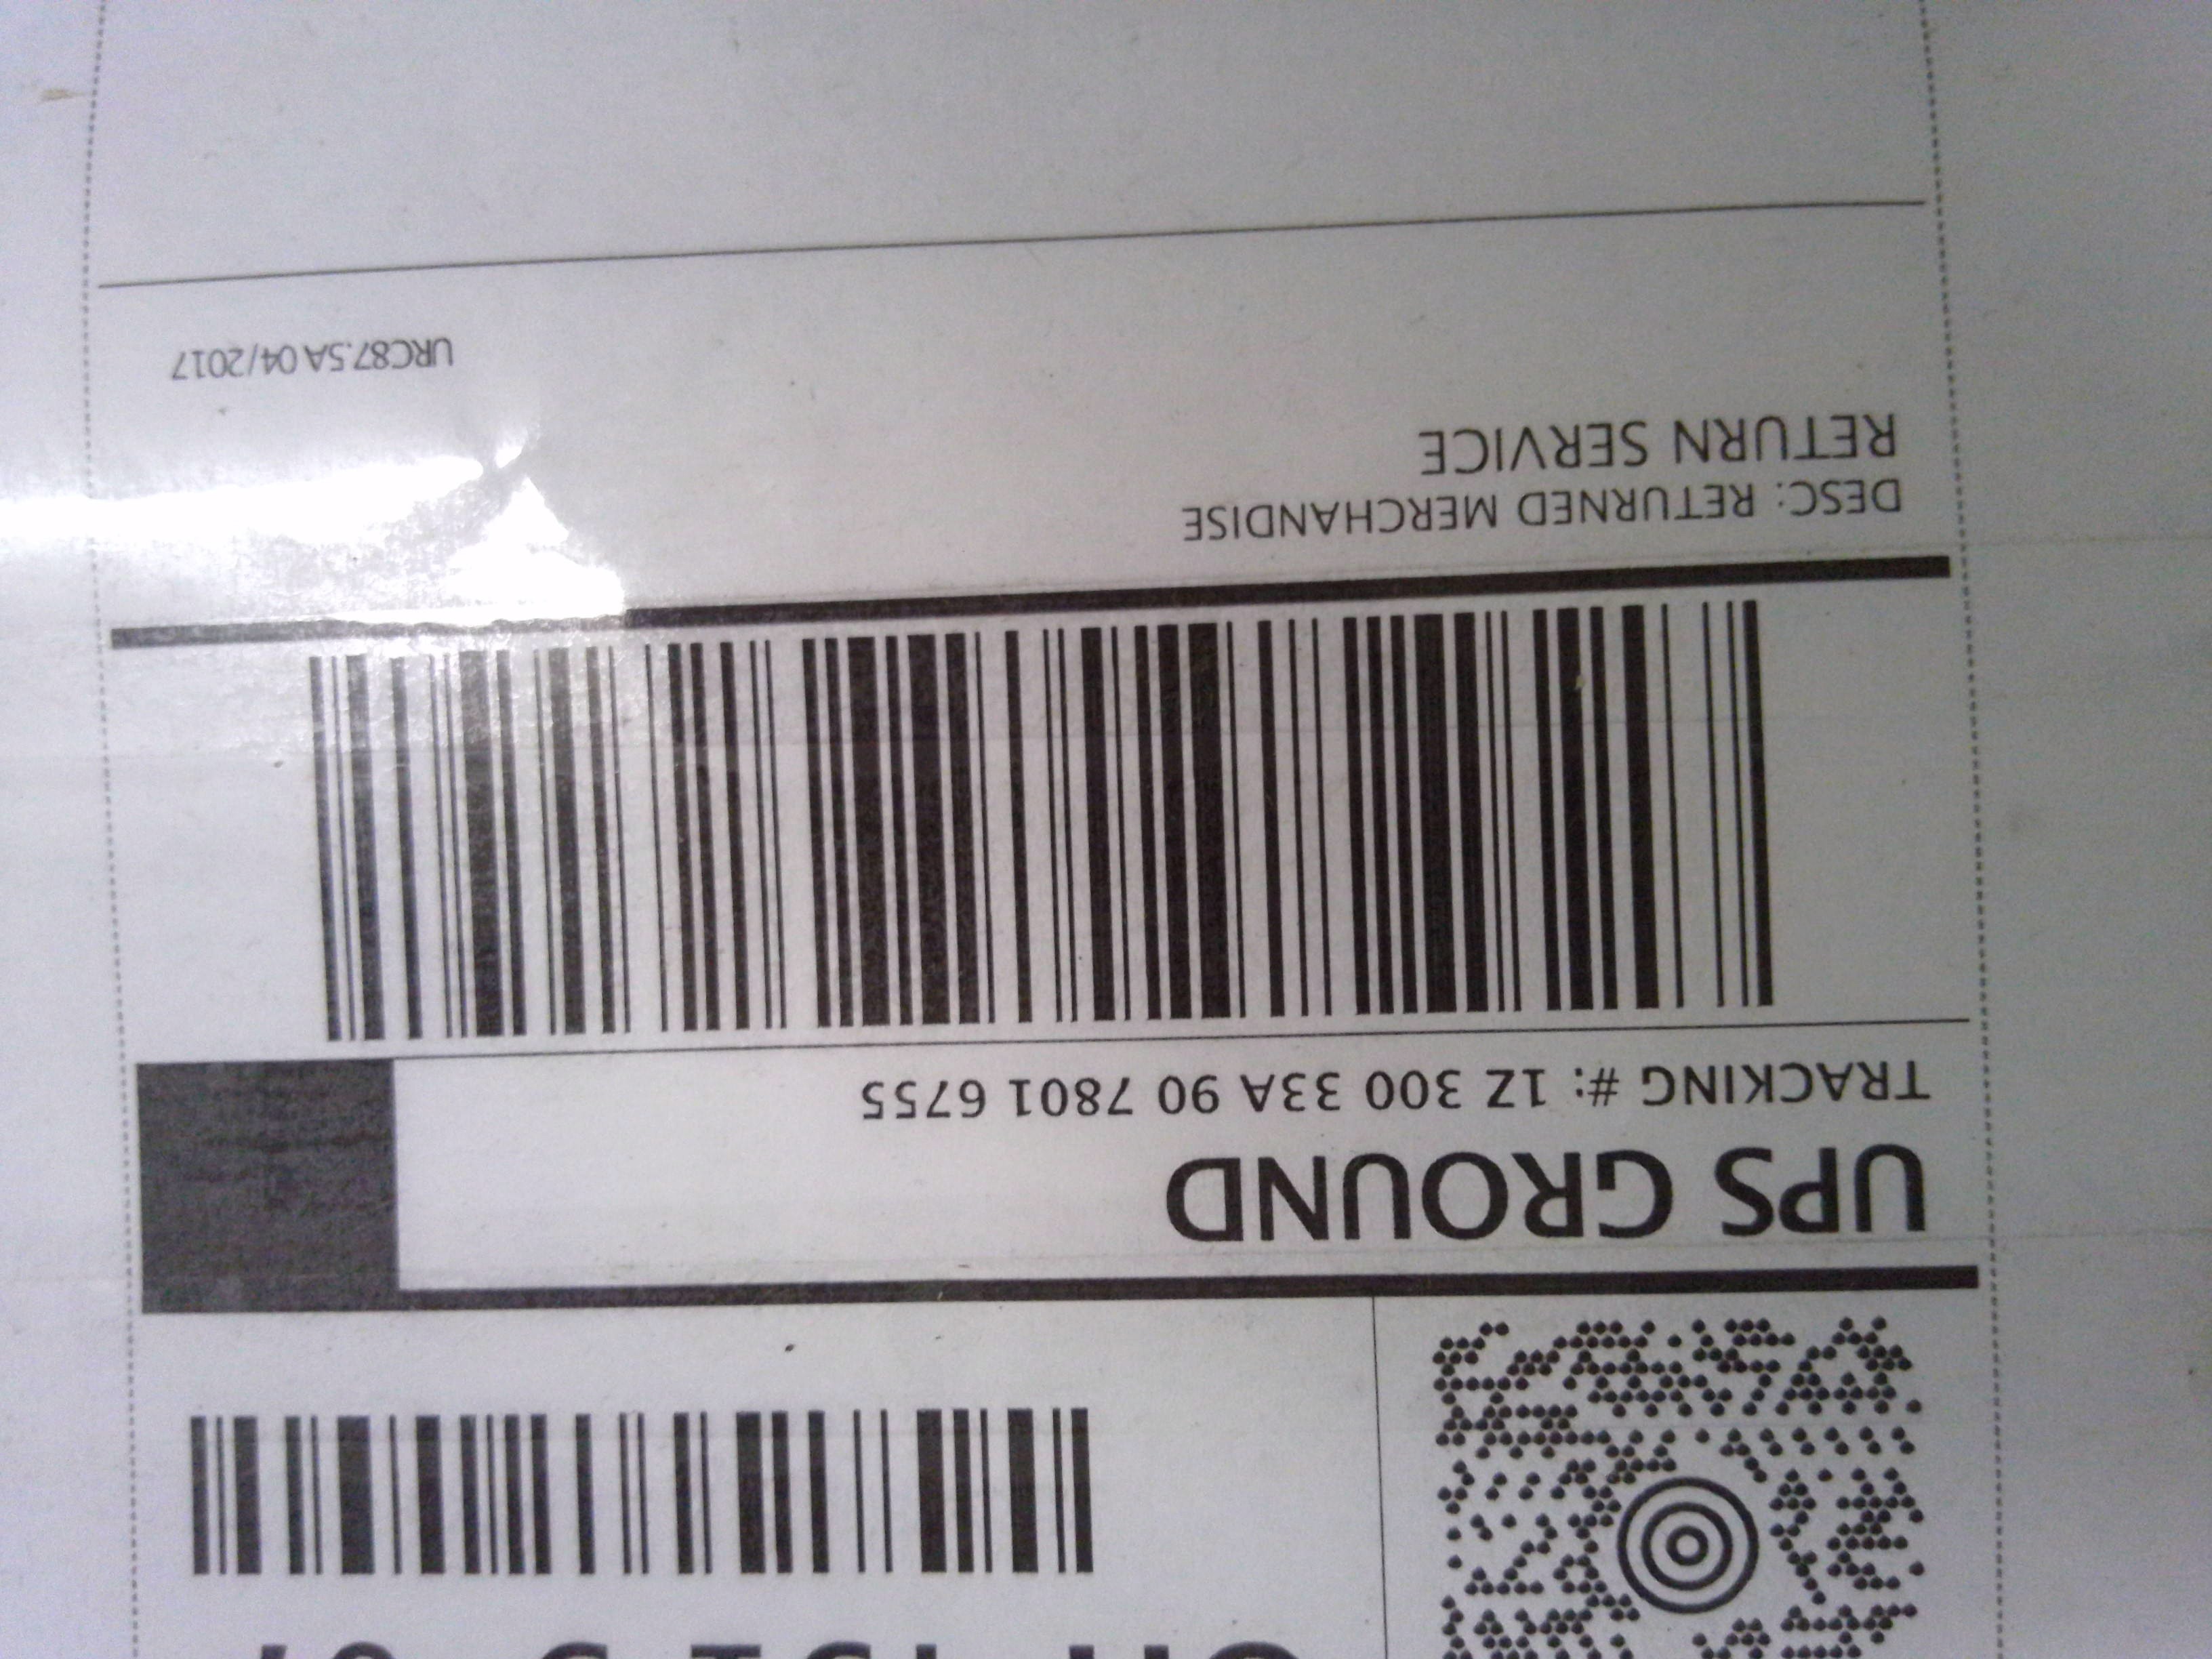 UPS GROUND
TRACKING #: 1Z 300 33A 90 7801 6755
DESC: RETURNED MERCHANDISE
RETURN SERVICE
URC87.5A 04/2017